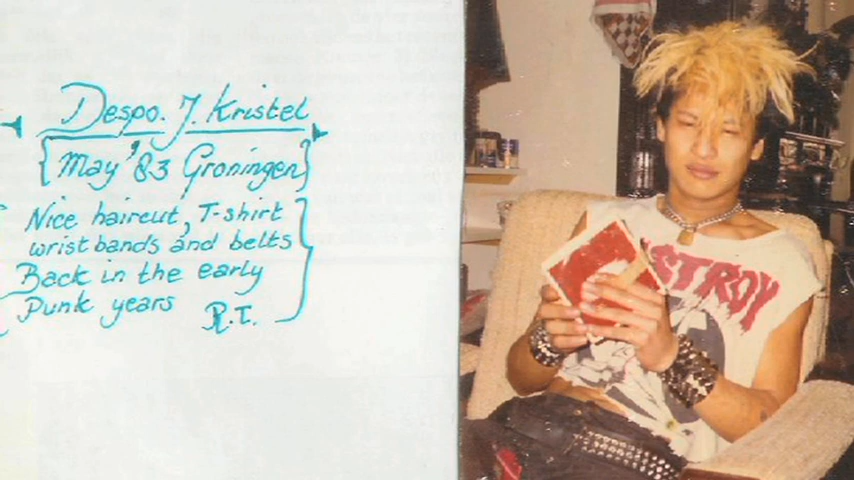 Despo. J. Kristel
{May '83 Groningen}
Nice haircut, T-shirt
wristbands and belts
Back in the early
Punk years R.I.
STROY